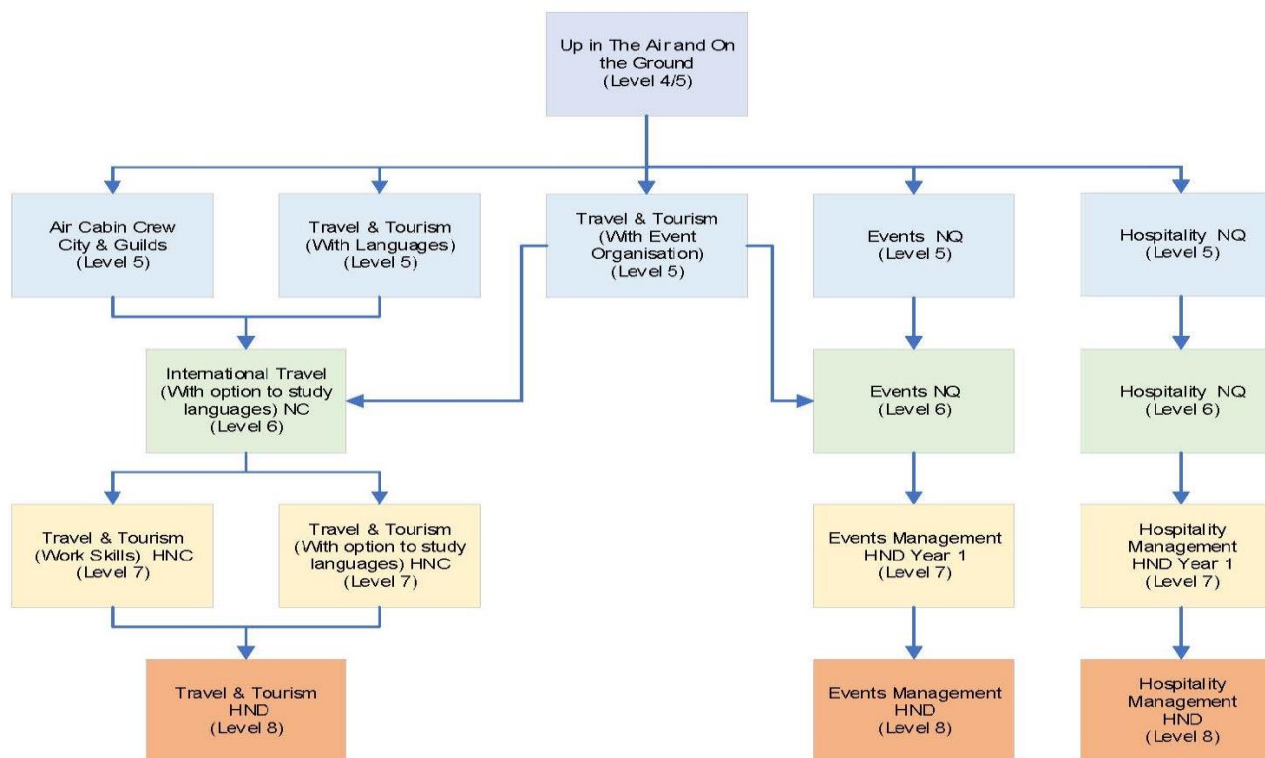 Up in The Air and On
the Ground
(Level 4/5)
Air Cabin Crew
City & Guilds
(Level 5)
Travel & Tourism
(With Languages)
(Level 5)
Travel & Tourism
(With Event
Organisation)
(Level 5)
Events NQ
(Level 5)
Hospitality NQ
(Level 5)
International Travel
(With option to study
languages) NC
(Level 6)
Events NQ
(Level 6)
Hospitality NQ
(Level 6)
Travel & Tourism
(Work Skills) HNC
(Level 7)
Travel & Tourism
(With option to study
languages) HNC
(Level 7)
Events Management
HND Year 1
(Level 7)
Hospitality
Management
HND Year 1
(Level 7)
Travel & Tourism
HND
(Level 8)
Events Management
HND
(Level 8)
Hospitality
Management
HND
(Level 8)